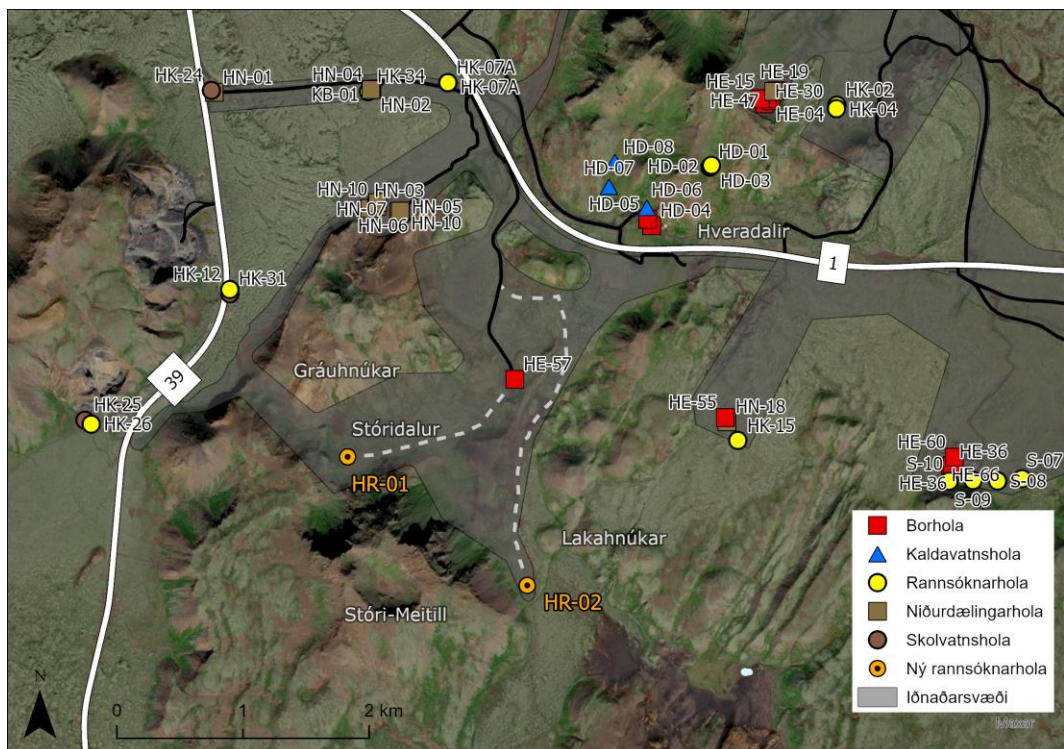 HK-24
HN-01
HN-04
HK-34
KB-01
HN-02
HK-07A
HK-07A
HE-19
HE-15
HE-30
HE-47
HE-04
HK-02
HK-04
HD-08
HD-01
HD-07
HD-02
HD-03
HD-06
HD-05
HD-04
HN-10
HN-03
HN-07
HN-05
HN-06
HN-10
Hveradalir
1
HK-12
HK-31
39
HE-57
Gráuhnúkar
HK-25
HK-26
Stóridalur
HE-55
HN-18
HK-15
HR-01
HE-60
HE-36
S-10
S-07
HE-36
HE-66
S-08
S-09
Lakahnúkar
HR-02
Stóri-Meitill
Borhola
Kaldavatnshola
Rannsóknarhola
Niðurdælingarhola
Skolvatnshola
Ný rannsóknarhola
Iðnaðarsvæði
N
0 1 2 km
Maxar